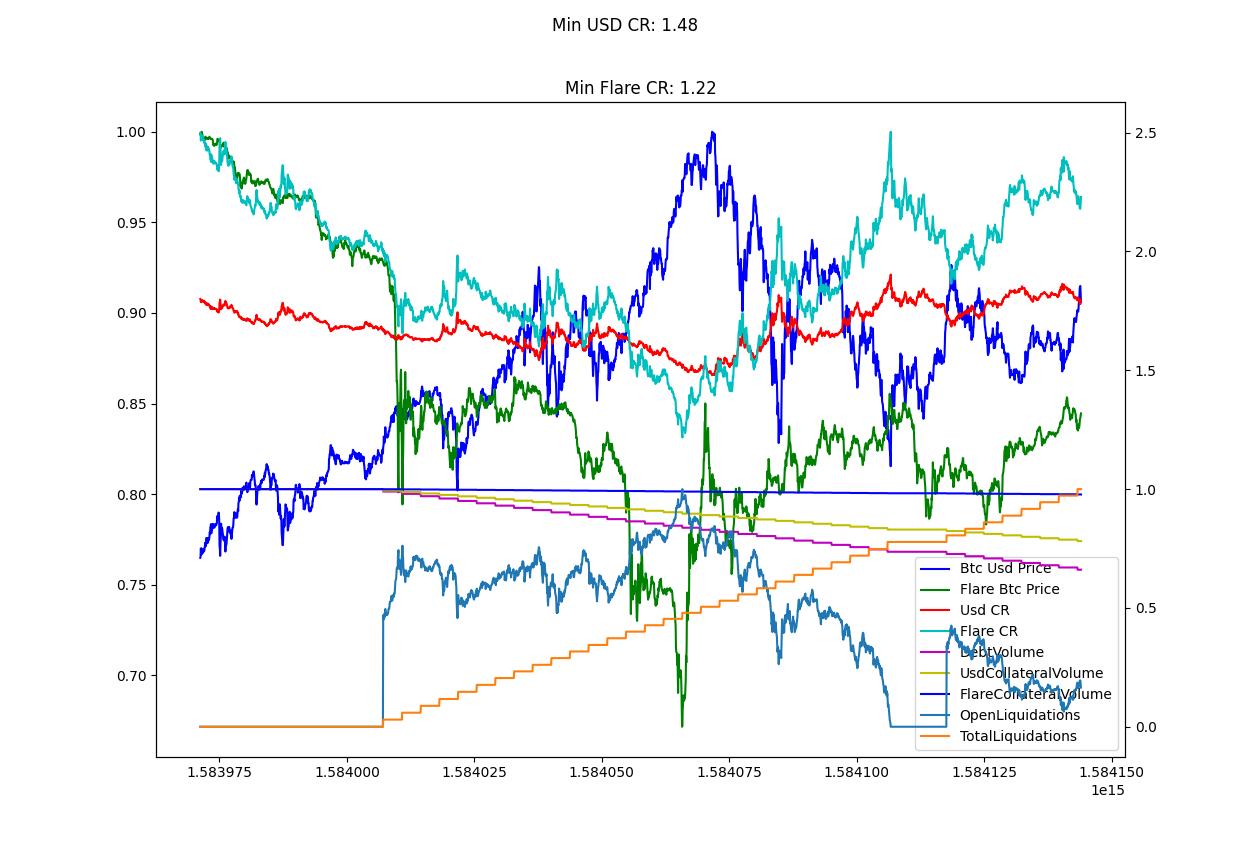 Min USD CR: 1.48
Min Flare CR: 1.22
1.00
0.95
0.90
0.85
0.80
0.75
0.70
2.5
2.0
1.5
1.0
0.5
0.0
Btc Usd Price
Flare Btc Price
Usd CR
Flare CR
DebtVolume
UsdCollateralVolume
FlareCollateralVolume
OpenLiquidations
TotalLiquidations
1.583975 1.584000 1.584025 1.584050 1.584075 1.584100 1.584125 1.584150
1e15